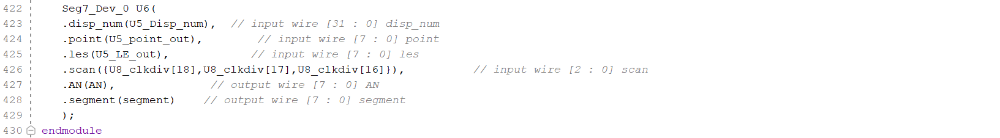 422 Seg7_Dev_0 U6(
423 .disp_num(U5_Disp_num), // input wire [31 : 0] disp_num
424 .point(U5_point_out), // input wire [7 : 0] point
425 .les(U5_LE_out), // input wire [7 : 0] les
426 .scan({U8_clkdiv[18],U8_clkdiv[17],U8_clkdiv[16]}), // input wire [2 : 0] scan
427 .AN(AN), // output wire [7 : 0] AN
428 .segment(segment) // output wire [7 : 0] segment
429 );
430 endmodule